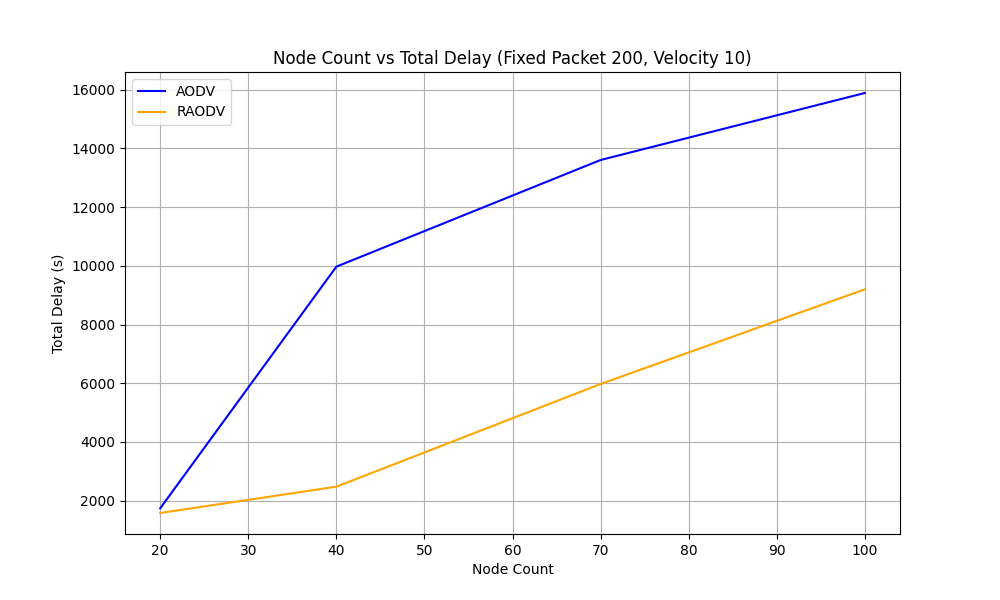 Node Count vs Total Delay (Fixed Packet 200, Velocity 10)
AODV
RAODV
Total Delay (s)
16000
14000
12000
10000
8000
6000
4000
2000
20 30 40 50 60 70 80 90 100
Node Count